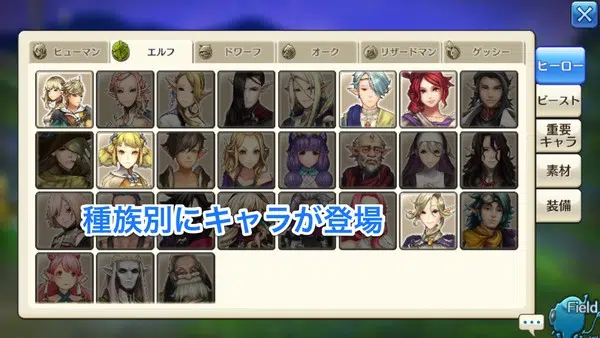 ヒューマン
エルフ
ドワーフ
オーク
リザードマン
ゲッシー
ヒーロー
ビースト
重要
キャラ
素材
装備
種族別にキャラが登場
Field